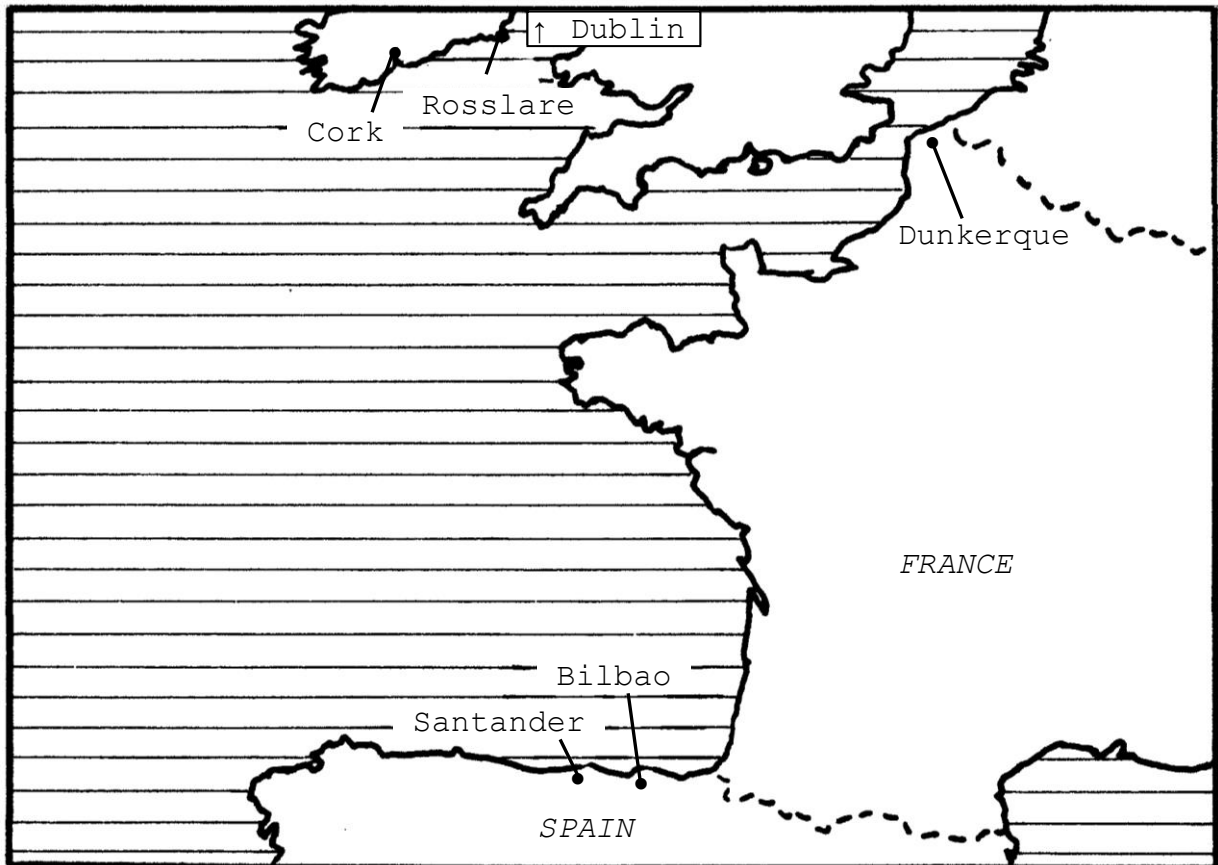 ↑ Dublin
Rosslare
Cork
Dunkerque
FRANCE
Bilbao
Santander
SPAIN